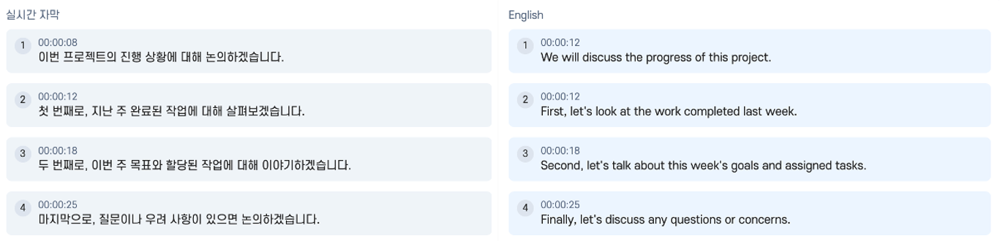 실시간 자막
1
00:00:08
이번 프로젝트의 진행 상황에 대해 논의하겠습니다.
2
00:00:12
첫 번째로, 지난 주 완료된 작업에 대해 살펴보겠습니다.
3
00:00:18
두 번째로, 이번 주 목표와 할당된 작업에 대해 이야기하겠습니다.
4
00:00:25
마지막으로, 질문이나 우려 사항이 있으면 논의하겠습니다.
English
1
00:00:12
We will discuss the progress of this project.
2
00:00:12
First, let's look at the work completed last week.
3
00:00:18
Second, let's talk about this week's goals and assigned tasks.
4
00:00:25
Finally, let's discuss any questions or concerns.